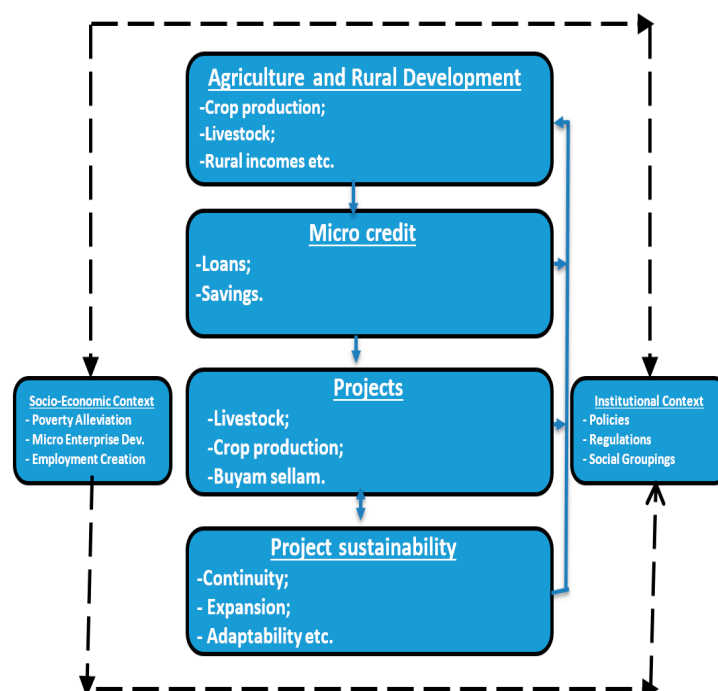 Agriculture and Rural Development
-Crop production;
-Livestock;
-Rural incomes etc.
Micro credit
-Loans;
-Savings.
Socio-Economic Context
- Poverty Alleviation
- Micro Enterprise Dev.
- Employment Creation
Projects
-Livestock;
-Crop production;
-Buyam sellam.
Institutional Context
- Policies
- Regulations
- Social Groupings
Project sustainability
-Continuity;
- Expansion;
- Adaptability etc.